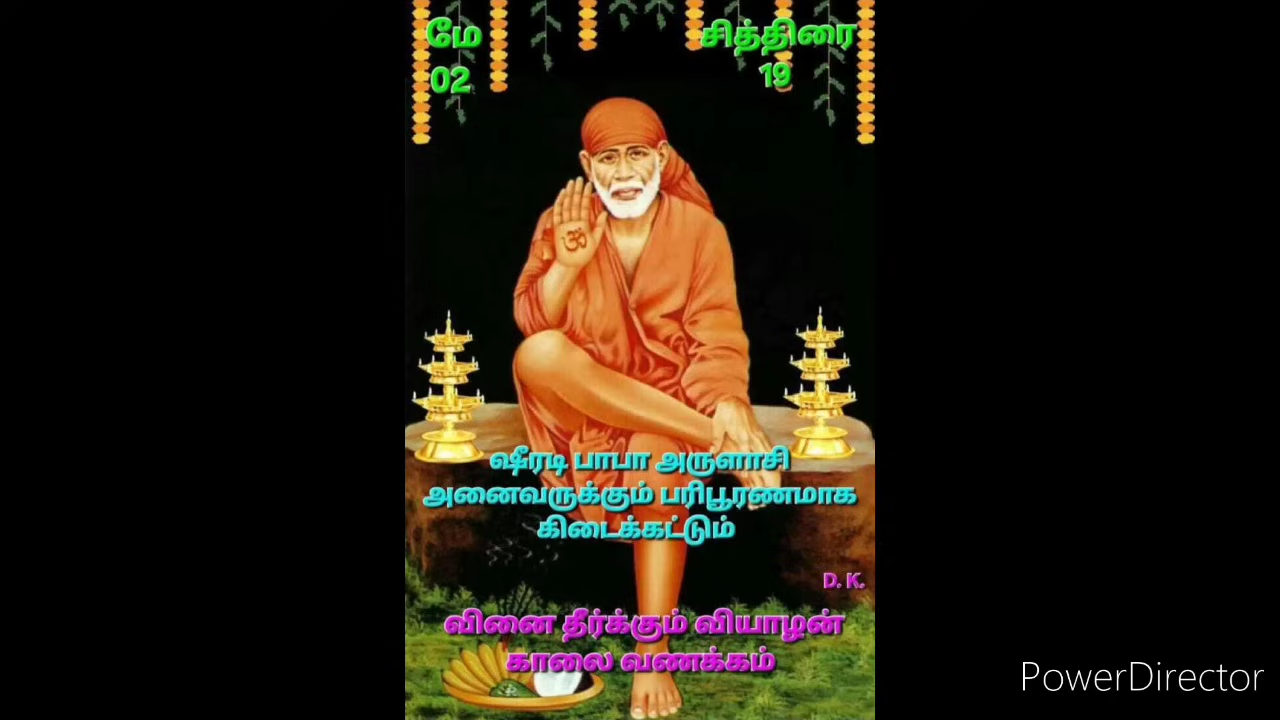 மே
02
சித்திரை
19
ॐ
ஷீரடி பாபா அருளாசி
அனைவருக்கும் பரிபூரணமாக
கிடைக்கட்டும்
D. K.
வினை தீர்க்கும் வியாழன்
காலை வணக்கம்
PowerDirector